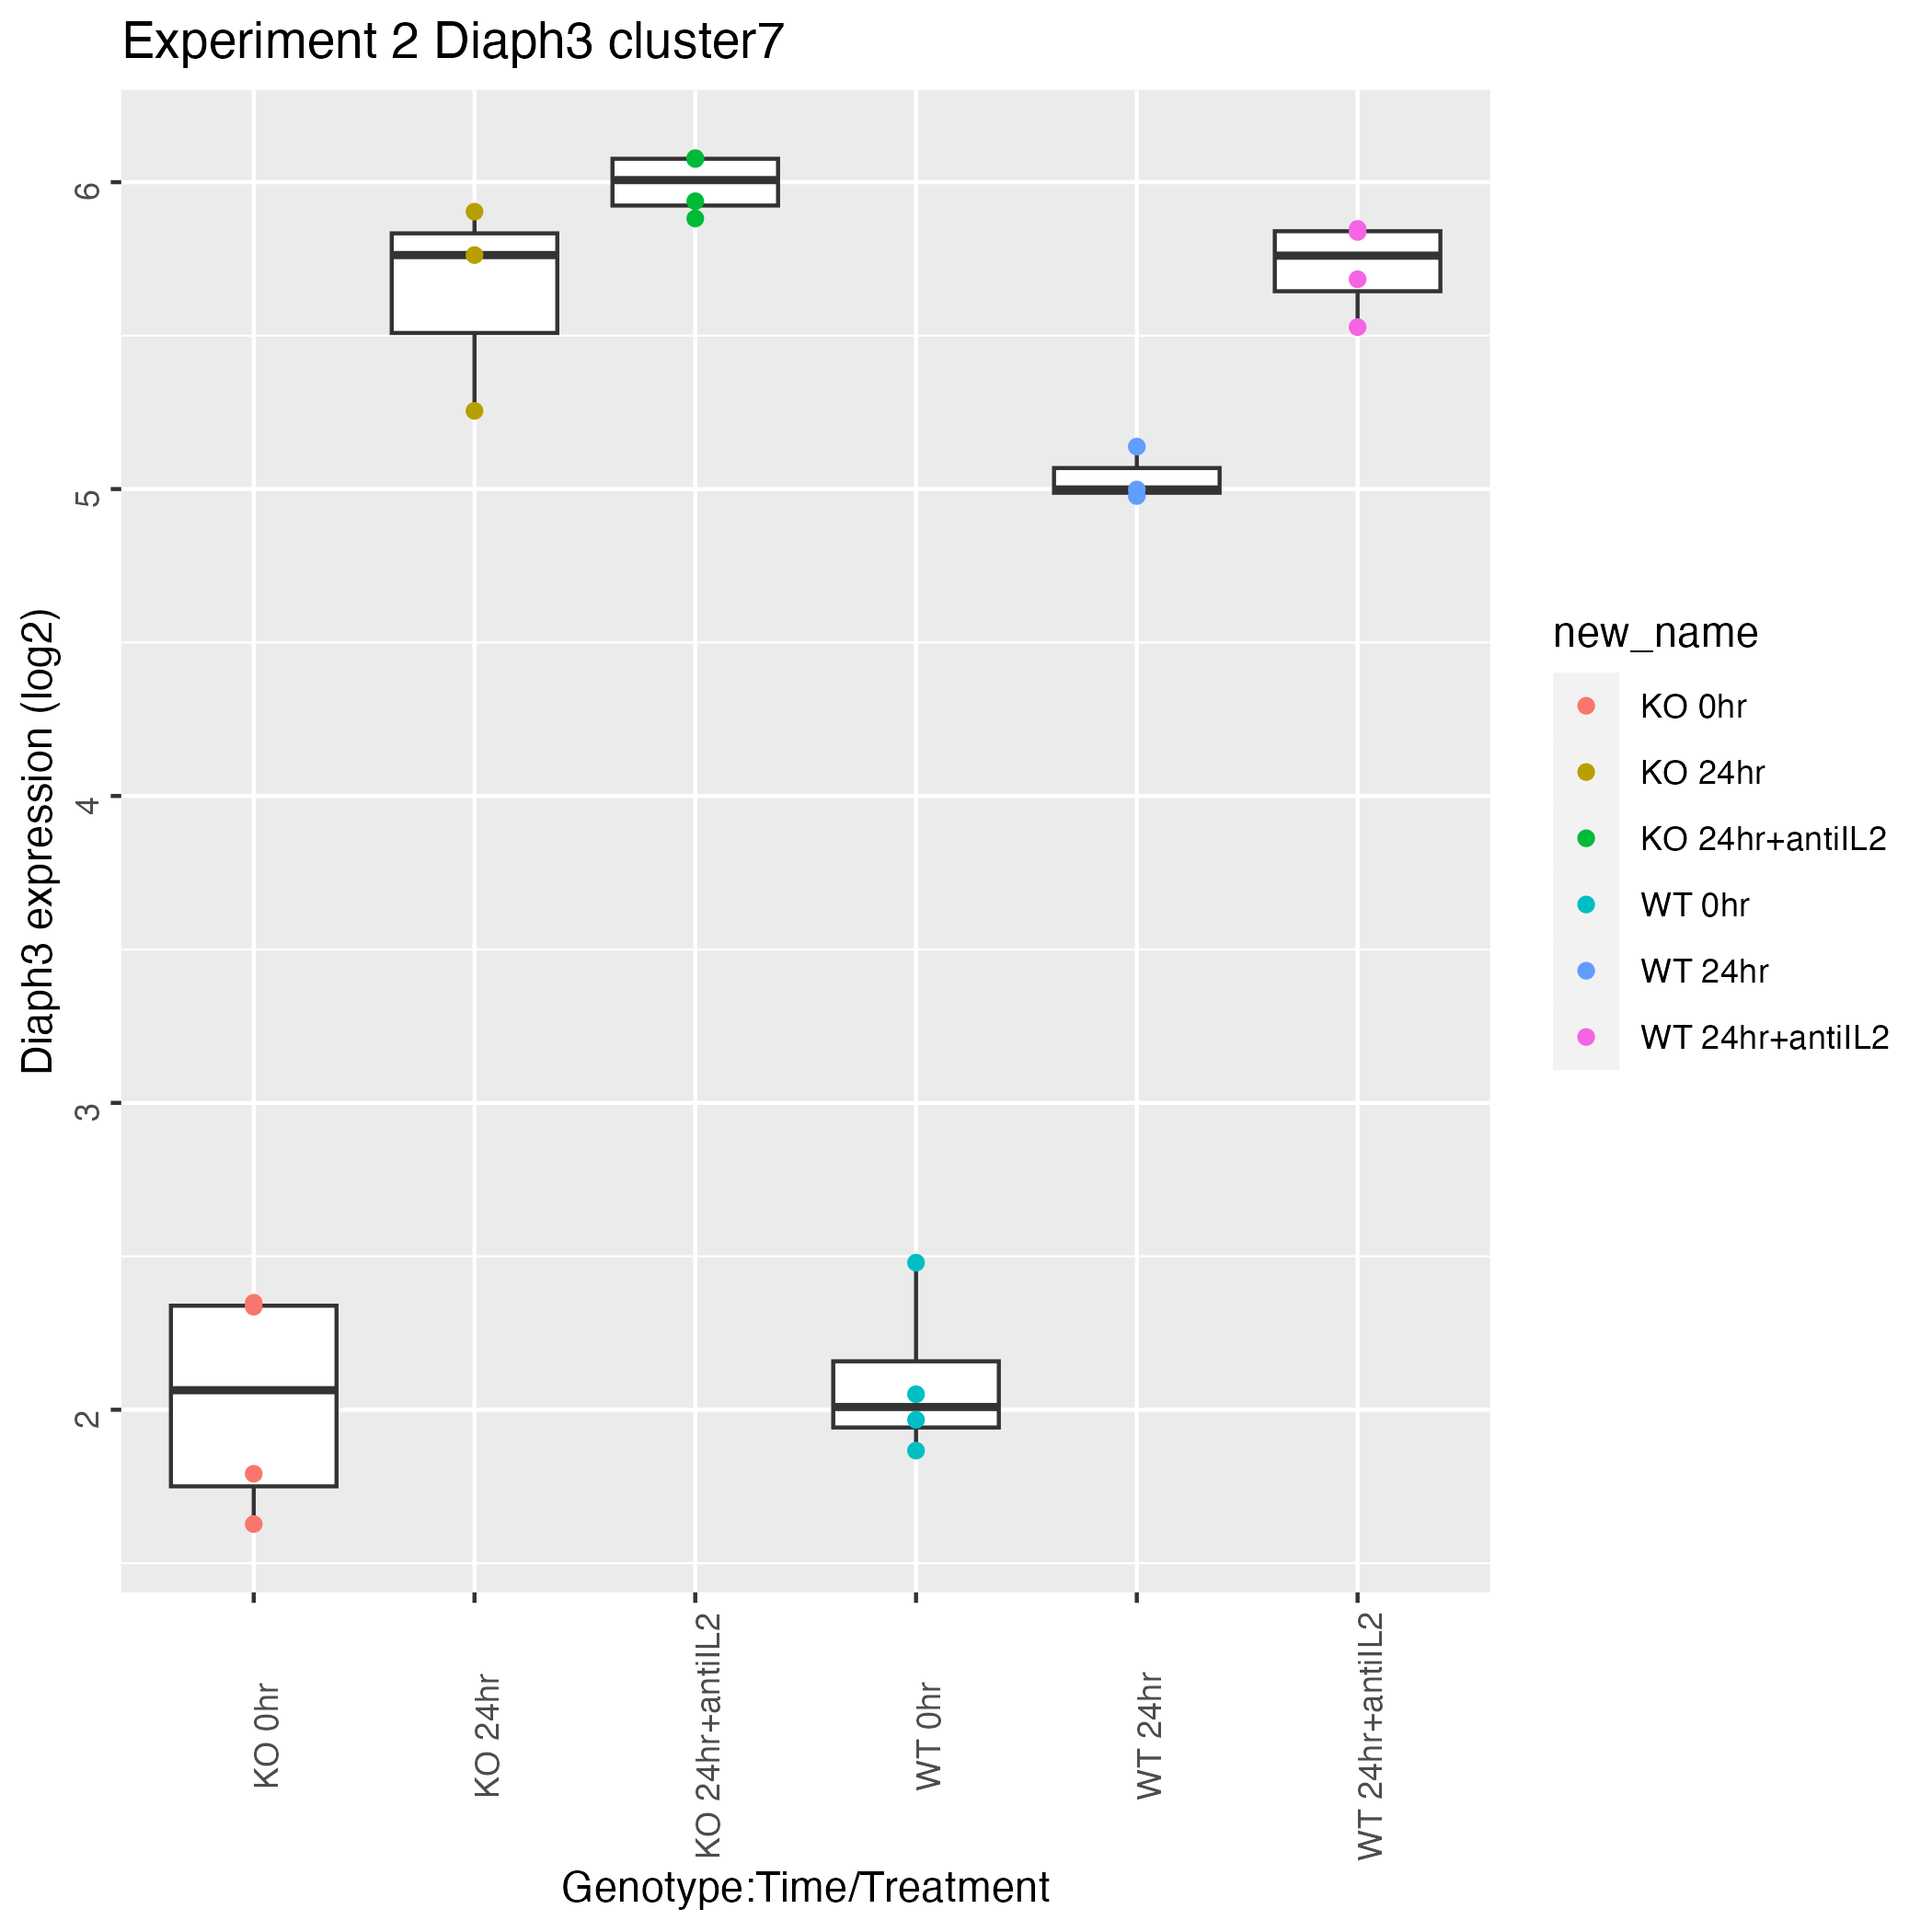 Experiment 2 Diaph3 cluster7
Diaph3 expression (log2)
6
5
4
3
2
KO 0hr
KO 24hr
KO 24hr+antiIL2
WT 0hr
WT 24hr
WT 24hr+antiIL2
Genotype:Time/Treatment
new_name
KO 0hr
KO 24hr
KO 24hr+antiIL2
WT 0hr
WT 24hr
WT 24hr+antiIL2